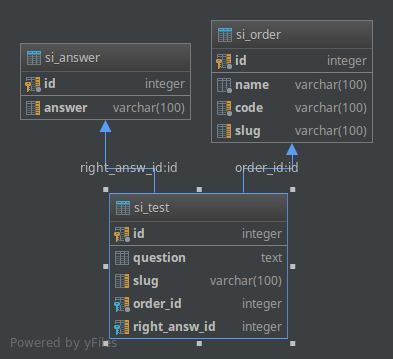 si_answer
id integer
answer varchar(100)
si_order
id integer
name varchar(100)
code varchar(100)
slug varchar(100)
right_answ_id:id
order_id:id
si_test
id integer
question text
slug varchar(100)
order_id integer
right_answ_id integer
Powered by yFiles